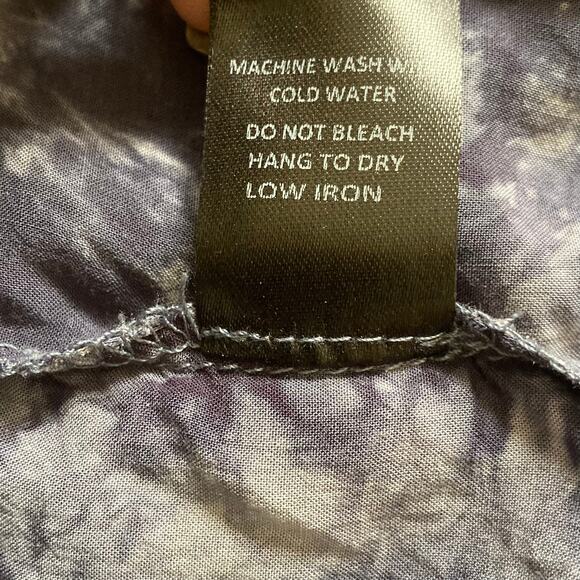 MACHINE WASH
COLD WATER
DO NOT BLEACH
HANG TO DRY
LOW IRON